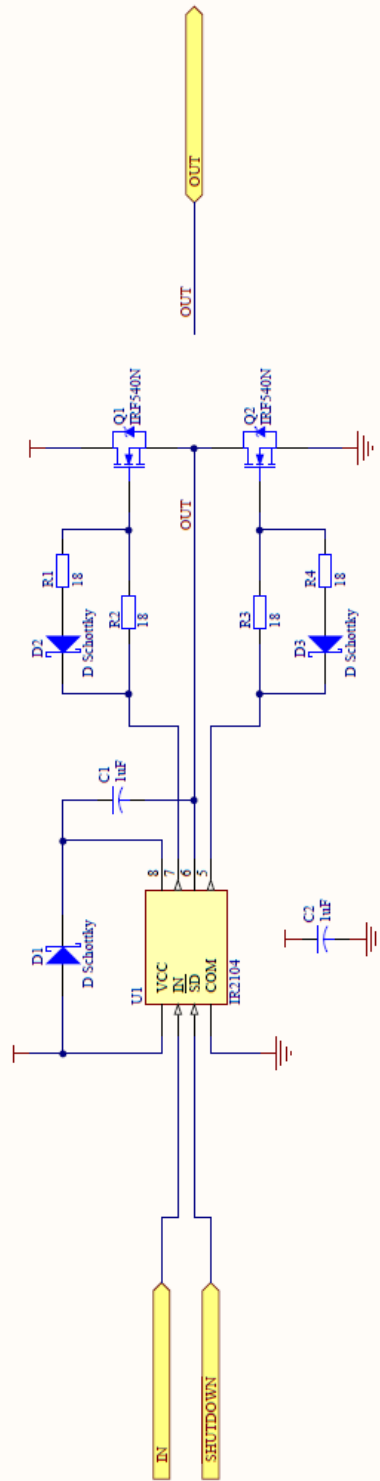 IN
SHUTDOWN
U1
VCC
IN
SD
COM
IR2104
8
7
6
5
D1
D Schottky
C1
1uF
C2
1uF
D2
D Schottky
R1
18
R2
18
R3
18
D3
D Schottky
R4
18
Q1
IRF540N
Q2
IRF540N
OUT
OUT
OUT